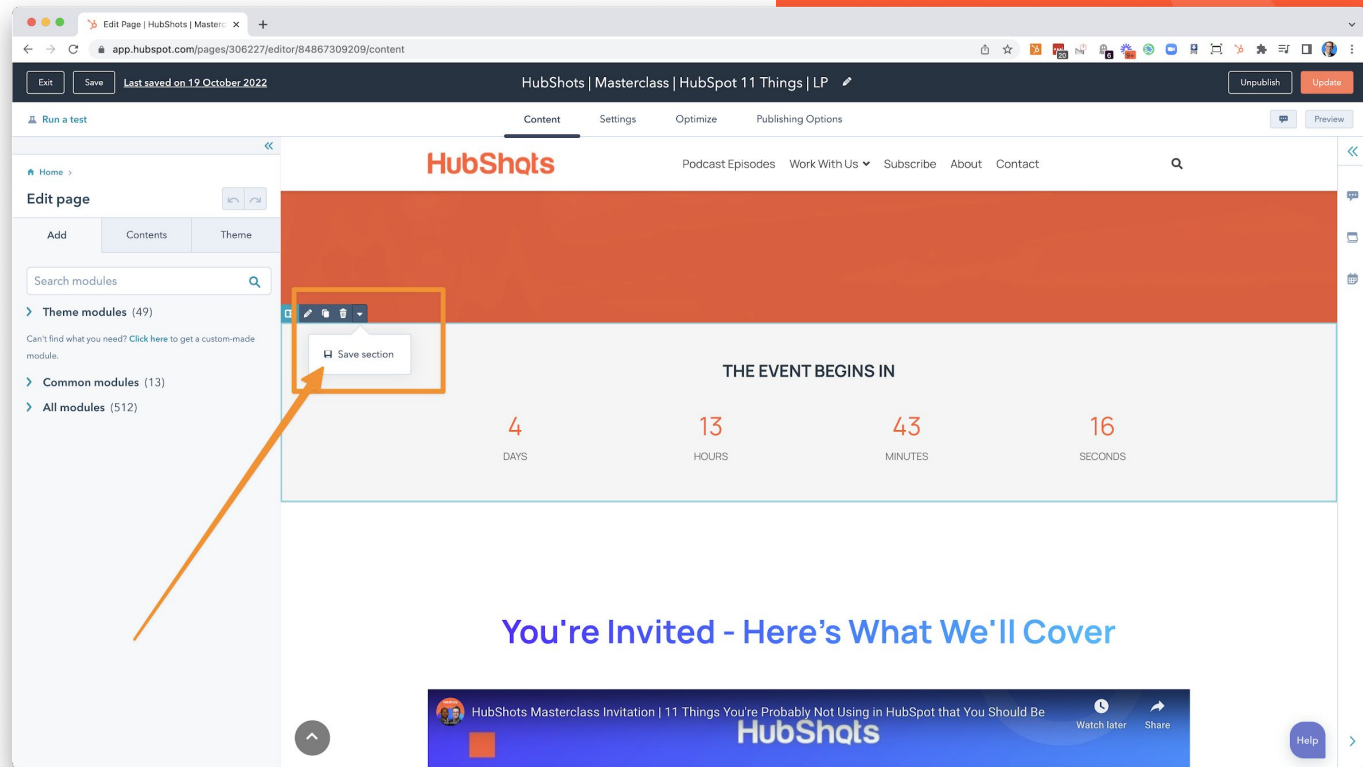 Edit Page | HubShots | Masterc
app.hubspot.com/pages/306227/editor/84867309209/content
Exit
Save
Last saved on 19 October 2022
HubShots | Masterclass | HubSpot 11 Things | LP
Unpublish
Update
Run a test
Content
Settings
Optimize
Publishing Options
Preview
Home
Edit page
Add
Contents
Theme
Search modules
Theme modules (49)
Can't find what you need? Click here to get a custom-made
module.
Common modules (13)
All modules (512)
HubShots
Podcast Episodes Work With Us Subscribe About Contact
Save section
THE EVENT BEGINS IN
4 13 43 16
DAYS HOURS MINUTES SECONDS
You're Invited - Here's What We'll Cover
HubShots Masterclass Invitation | 11 Things You're Probably Not Using in HubSpot that You Should Be
Watch later
Share
HubShots
Help